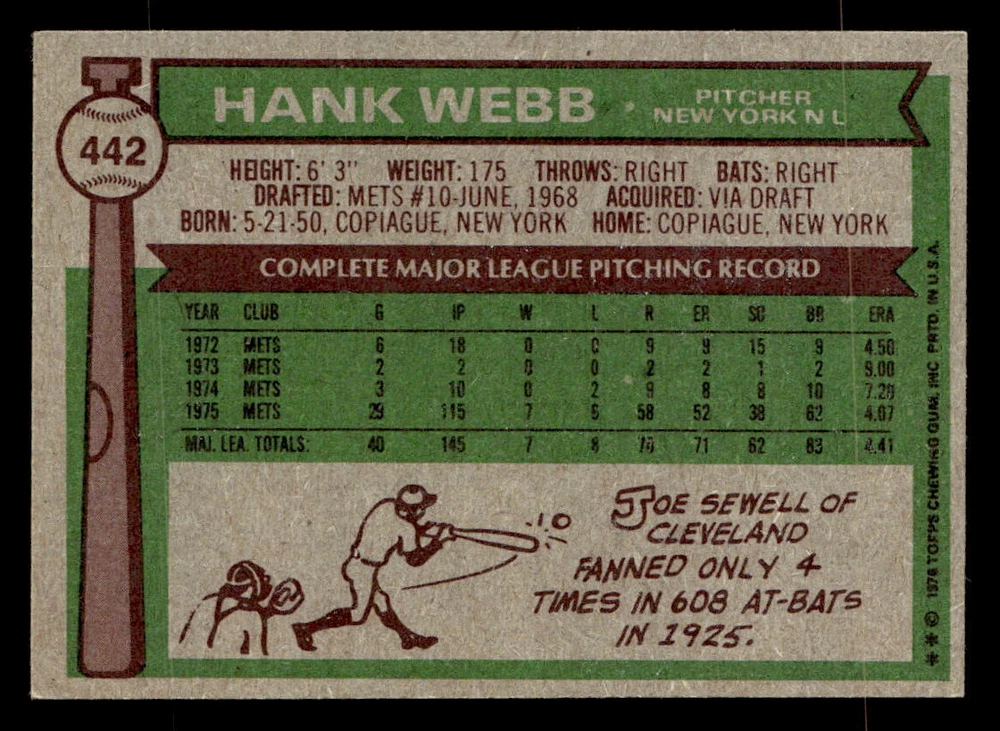 442
HANK WEBB · PITCHER
NEW YORK N L
HEIGHT: 6' 3" WEIGHT: 175 THROWS: RIGHT BATS: RIGHT
DRAFTED: METS #10-JUNE, 1968 ACQUIRED: VIA DRAFT
BORN: 5-21-50, COPIAGUE, NEW YORK HOME: COPIAGUE, NEW YORK
COMPLETE MAJOR LEAGUE PITCHING RECORD
YEAR CLUB G IP W L R ER SO BB ERA
1972 METS 6 18 0 0 9 9 15 9 4.50
1973 METS 2 2 0 0 2 2 1 2 9.00
1974 METS 3 10 0 2 9 8 8 10 7.20
1975 METS 29 115 7 6 58 52 38 62 4.07
MAJ. LEA. TOTALS: 40 145 7 8 71 62 83 4.41
JOE SEWELL OF
CLEVELAND
FANNED ONLY 4
TIMES IN 608 AT-BATS
IN 1925.
** © 1976 TOPPS CHEWING GUM, INC. PRTD. IN U.S.A.